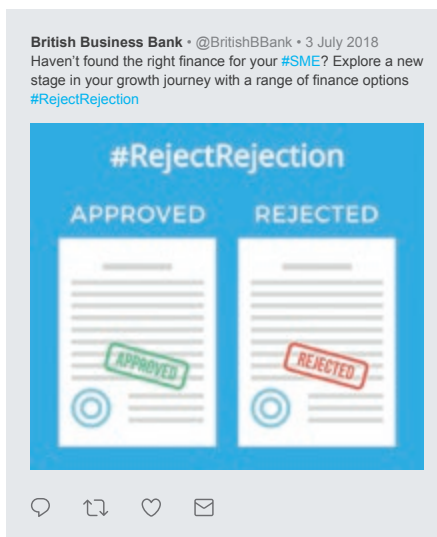 British Business Bank • @BritishBBank • 3 July 2018
Haven't found the right finance for your #SME? Explore a new
stage in your growth journey with a range of finance options
#RejectRejection
#RejectRejection
APPROVED REJECTED
APPROVED REJECTED